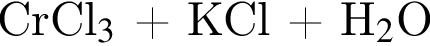 CrCl₃ + KCl + H₂O